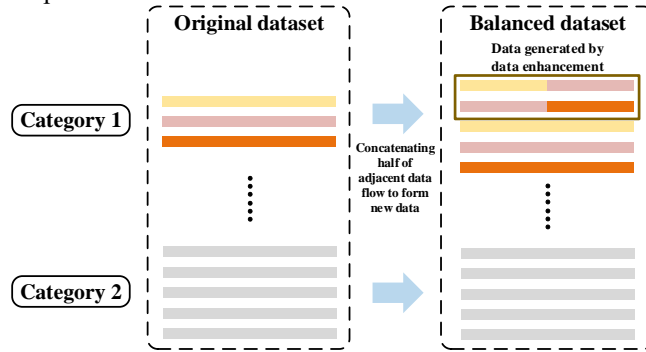 Original dataset
Balanced dataset
Data generated by
data enhancement
Category 1
Concatenating
half of
adjacent data
flow to form
new data
Category 2